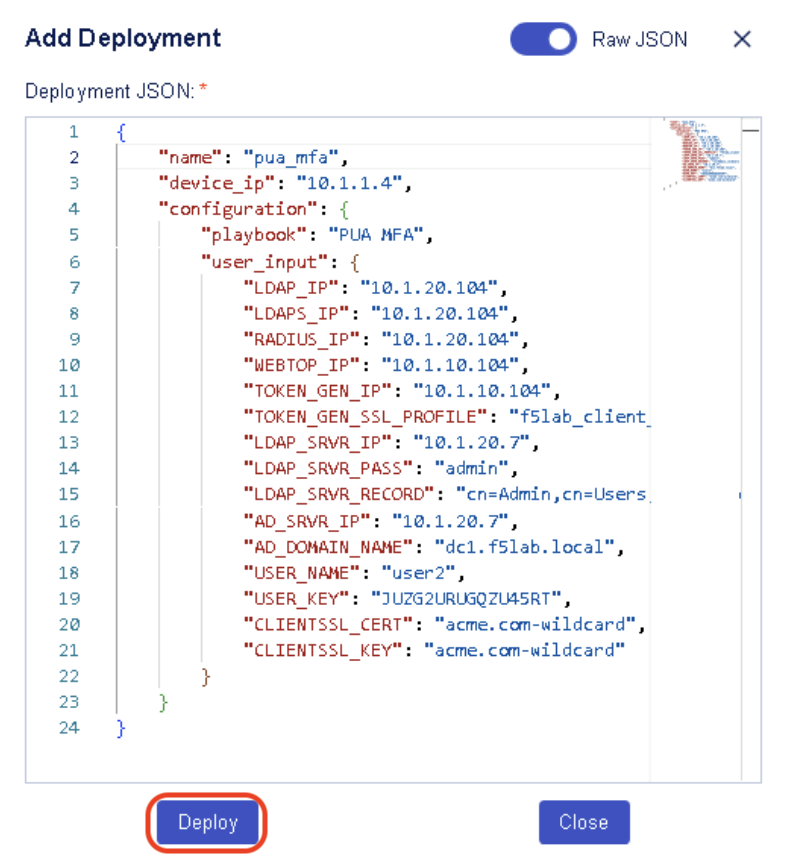 Add Deployment
Raw JSON
Deployment JSON: *
1 {
2 "name": "pua_mfa",
3 "device_ip": "10.1.1.4",
4 "configuration": {
5 "playbook": "PUA MFA",
6 "user_input": {
7 "LDAP_IP": "10.1.20.104",
8 "LDAPS_IP": "10.1.20.104",
9 "RADIUS_IP": "10.1.20.104",
10 "WEBTOP_IP": "10.1.10.104",
11 "TOKEN_GEN_IP": "10.1.10.104",
12 "TOKEN_GEN_SSL_PROFILE": "f5lab_client_
13 "LDAP_SRVR_IP": "10.1.20.7",
14 "LDAP_SRVR_PASS": "admin",
15 "LDAP_SRVR_RECORD": "cn=Admin,cn=Users,
16 "AD_SRVR_IP": "10.1.20.7",
17 "AD_DOMAIN_NAME": "dc1.f5lab.local",
18 "USER_NAME": "user2",
19 "USER_KEY": "JUZG2URUGQZU45RT",
20 "CLIENTSSL_CERT": "acme.com-wildcard",
21 "CLIENTSSL_KEY": "acme.com-wildcard"
22 }
23 }
24 }
Deploy
Close